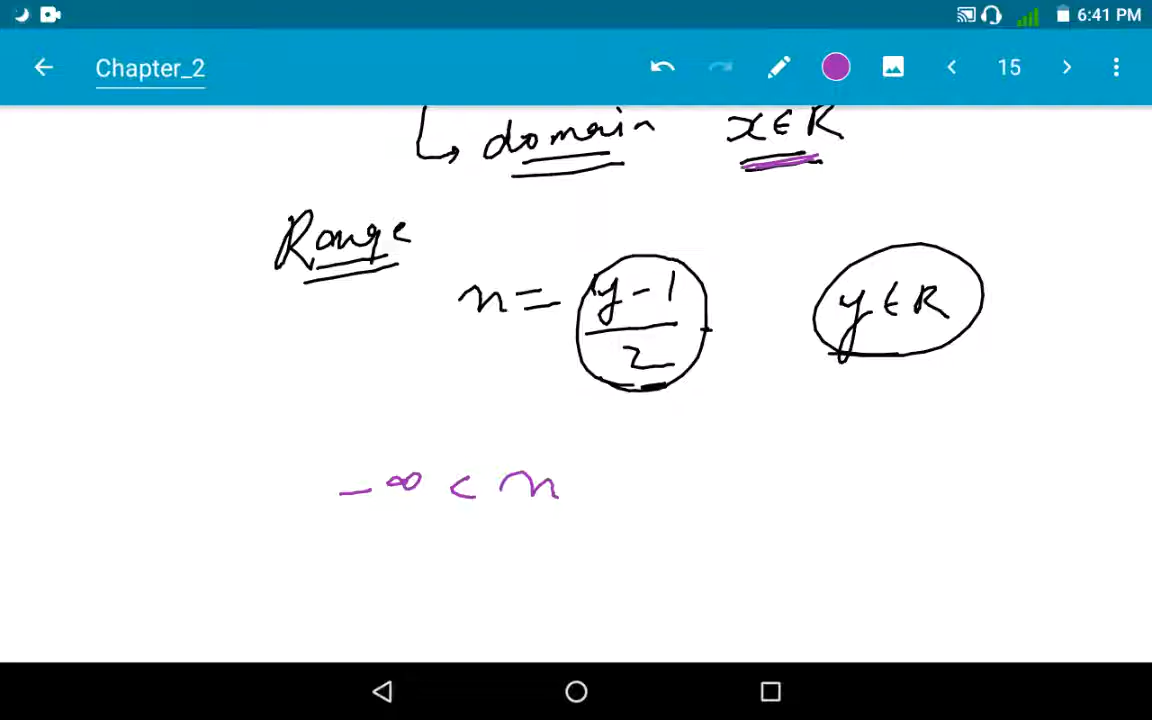 6:41 PM
Chapter_2 15
↳ domain x∈R
Range
x = y-1/2 y∈R
-∞ < x